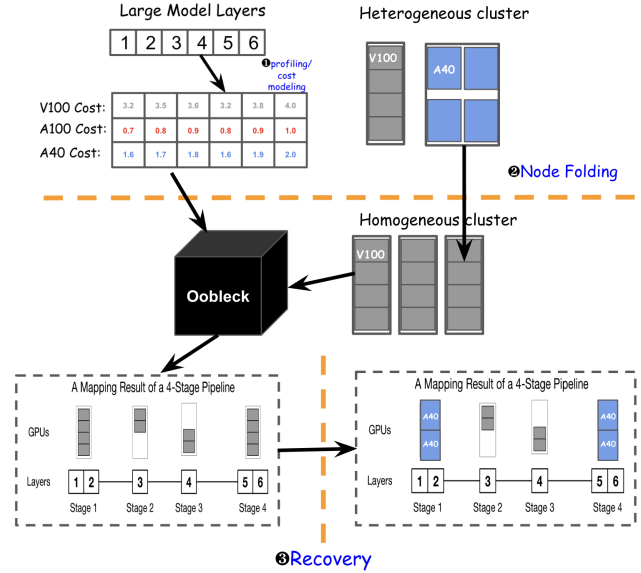 Large Model Layers
Heterogeneous cluster
1 2 3 4 5 6
❶profiling/
cost
modeling
V100
A40
V100 Cost: 3.2 3.5 3.6 3.2 3.8 4.0
A100 Cost: 0.7 0.8 0.9 0.8 0.9 1.0
A40 Cost: 1.6 1.7 1.8 1.6 1.9 2.0
❷Node Folding
Homogeneous cluster
V100
Oobleck
A Mapping Result of a 4-Stage Pipeline
GPUs
Layers 1 2 3 4 5 6
Stage 1 Stage 2 Stage 3 Stage 4
A Mapping Result of a 4-Stage Pipeline
GPUs
A40 A40
A40 A40
Layers 1 2 3 4 5 6
Stage 1 Stage 2 Stage 3 Stage 4
❸Recovery